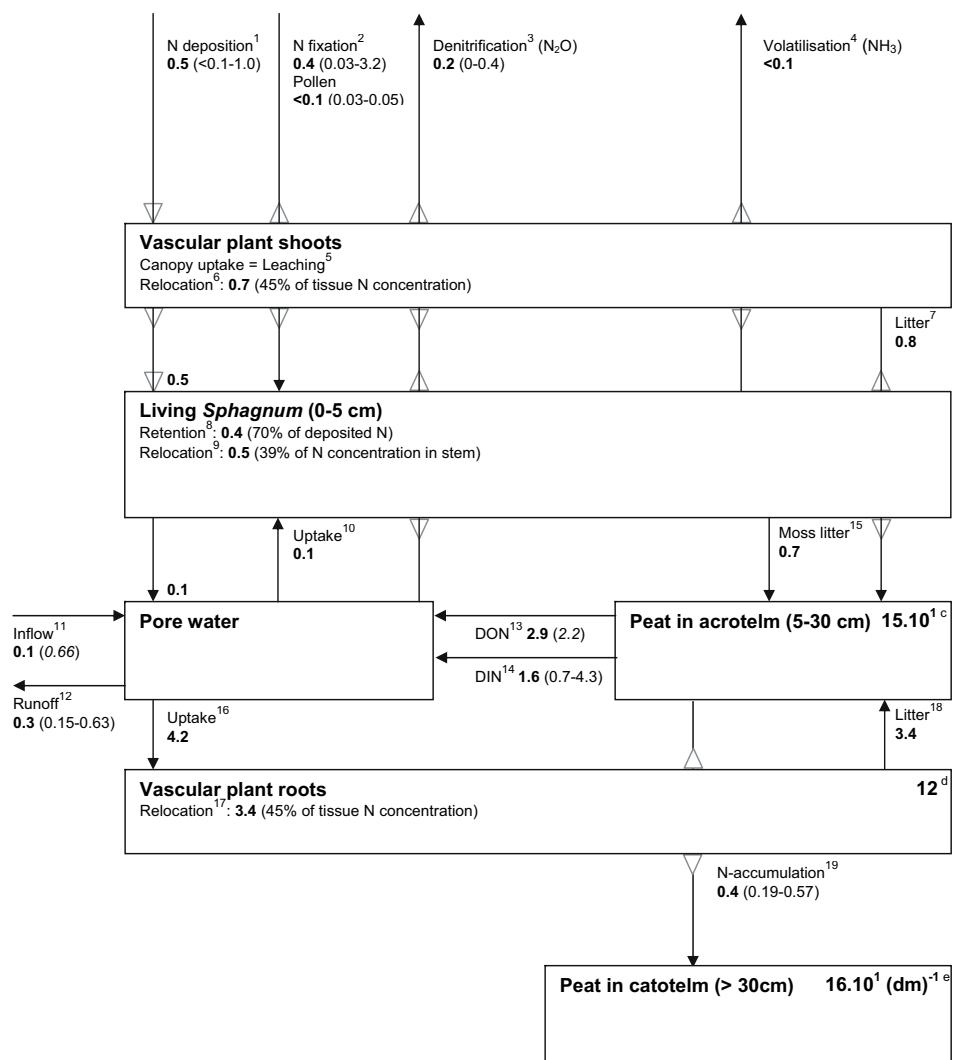 N deposition¹
0.5 (<0.1-1.0)
N fixation²
0.4 (0.03-3.2)
Pollen
<0.1 (0.03-0.05)
Denitrification³ (N₂O)
0.2 (0-0.4)
Volatilisation⁴ (NH₃)
<0.1
Vascular plant shoots
Canopy uptake = Leaching⁵
Relocation⁶: 0.7 (45% of tissue N concentration)
Litter⁷
0.8
0.5
Living Sphagnum (0-5 cm)
Retention⁸: 0.4 (70% of deposited N)
Relocation⁹: 0.5 (39% of N concentration in stem)
Uptake¹⁰
0.1
Moss litter¹⁵
0.7
0.1
Pore water
Inflow¹¹
0.1 (0.66)
Runoff¹²
0.3 (0.15-0.63)
DON¹³ 2.9 (2.2)
DIN¹⁴ 1.6 (0.7-4.3)
Peat in acrotelm (5-30 cm) 15.10¹ ᶜ
Uptake¹⁶
4.2
Litter¹⁸
3.4
Vascular plant roots 12 ᵈ
Relocation¹⁷: 3.4 (45% of tissue N concentration)
N-accumulation¹⁹
0.4 (0.19-0.57)
Peat in catotelm (> 30cm) 16.10¹ (dm)⁻¹ ᵉ